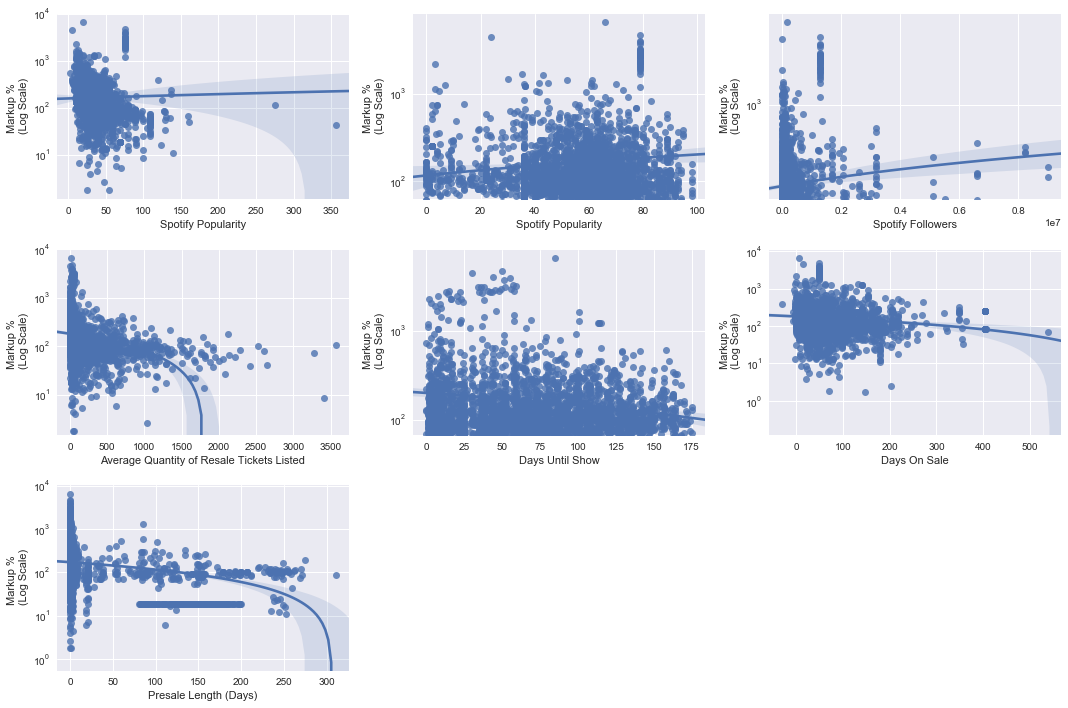 Markup %
(Log Scale)
10^4
10^3
10^2
10^1
0 50 100 150 200 250 300 350
Spotify Popularity
Markup %
(Log Scale)
10^3
10^2
0 20 40 60 80 100
Spotify Popularity
Markup %
(Log Scale)
10^3
0.0 0.2 0.4 0.6 0.8
1e7
Spotify Followers
Markup %
(Log Scale)
10^4
10^3
10^2
10^1
0 500 1000 1500 2000 2500 3000 3500
Average Quantity of Resale Tickets Listed
Markup %
(Log Scale)
10^3
10^2
0 25 50 75 100 125 150 175
Days Until Show
Markup %
(Log Scale)
10^4
10^3
10^2
10^1
10^0
0 100 200 300 400 500
Days On Sale
Markup %
(Log Scale)
10^4
10^3
10^2
10^1
10^0
0 50 100 150 200 250 300
Presale Length (Days)